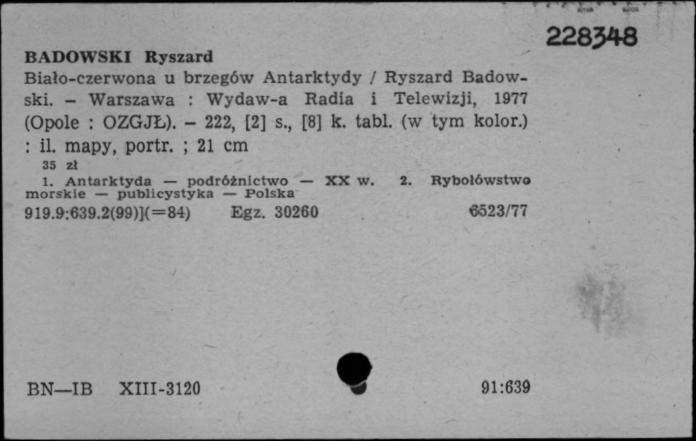 228348
BADOWSKI Ryszard
Biało-czerwona u brzegów Antarktydy / Ryszard Badow-
ski. — Warszawa : Wydaw-a Radia i Telewizji, 1977
(Opole : OZGJŁ). — 222, [2] s., [8] k. tabl. (w tym kolor.)
: il. mapy, portr. ; 21 cm
35 zł
1. Antarktyda — podróżnictwo — XX w. 2. Rybołówstwo
morskie — publicystyka — Polska
919.9:639.2(99)](=84) Egz. 30260 6523/77
BN—IB XIII-3120 91:639